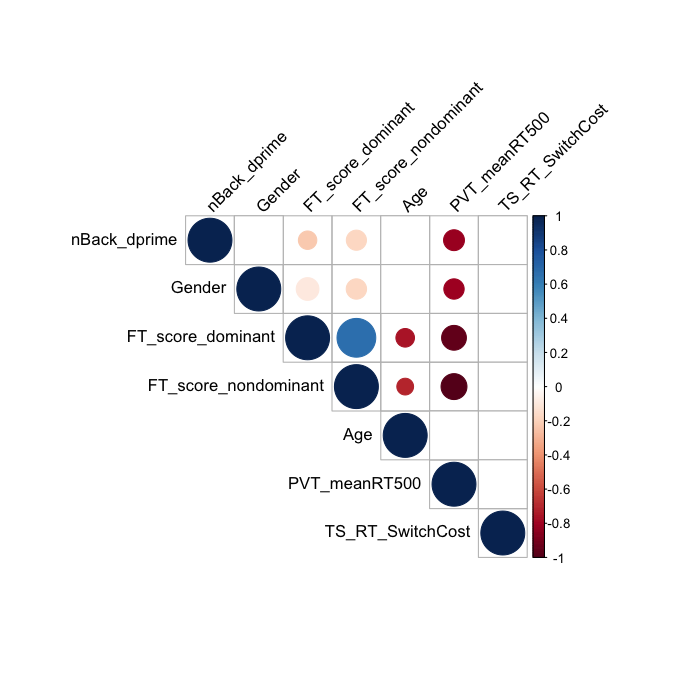 nBack_dprime
Gender
FT_score_dominant
FT_score_nondominant
Age
PVT_meanRT500
TS_RT_SwitchCost
nBack_dprime
Gender
FT_score_dominant
FT_score_nondominant
Age
PVT_meanRT500
TS_RT_SwitchCost
1
0.8
0.6
0.4
0.2
0
-0.2
-0.4
-0.6
-0.8
-1